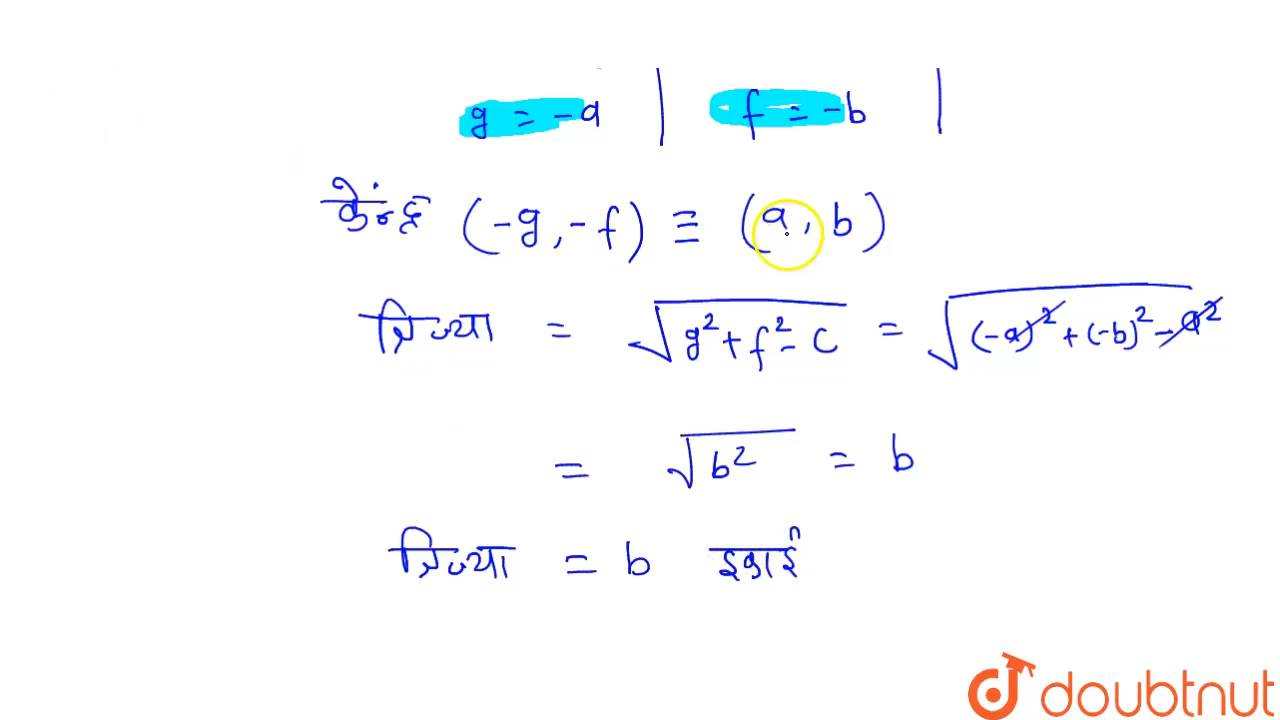 g = -a | f = -b |
केन्द्र (-g, -f) ≡ (a, b)
त्रिज्या = √(g² + f² - c) = √((-a)² + (-b)² - a²)
= √b² = b
त्रिज्या = b इकाई
doubtnut